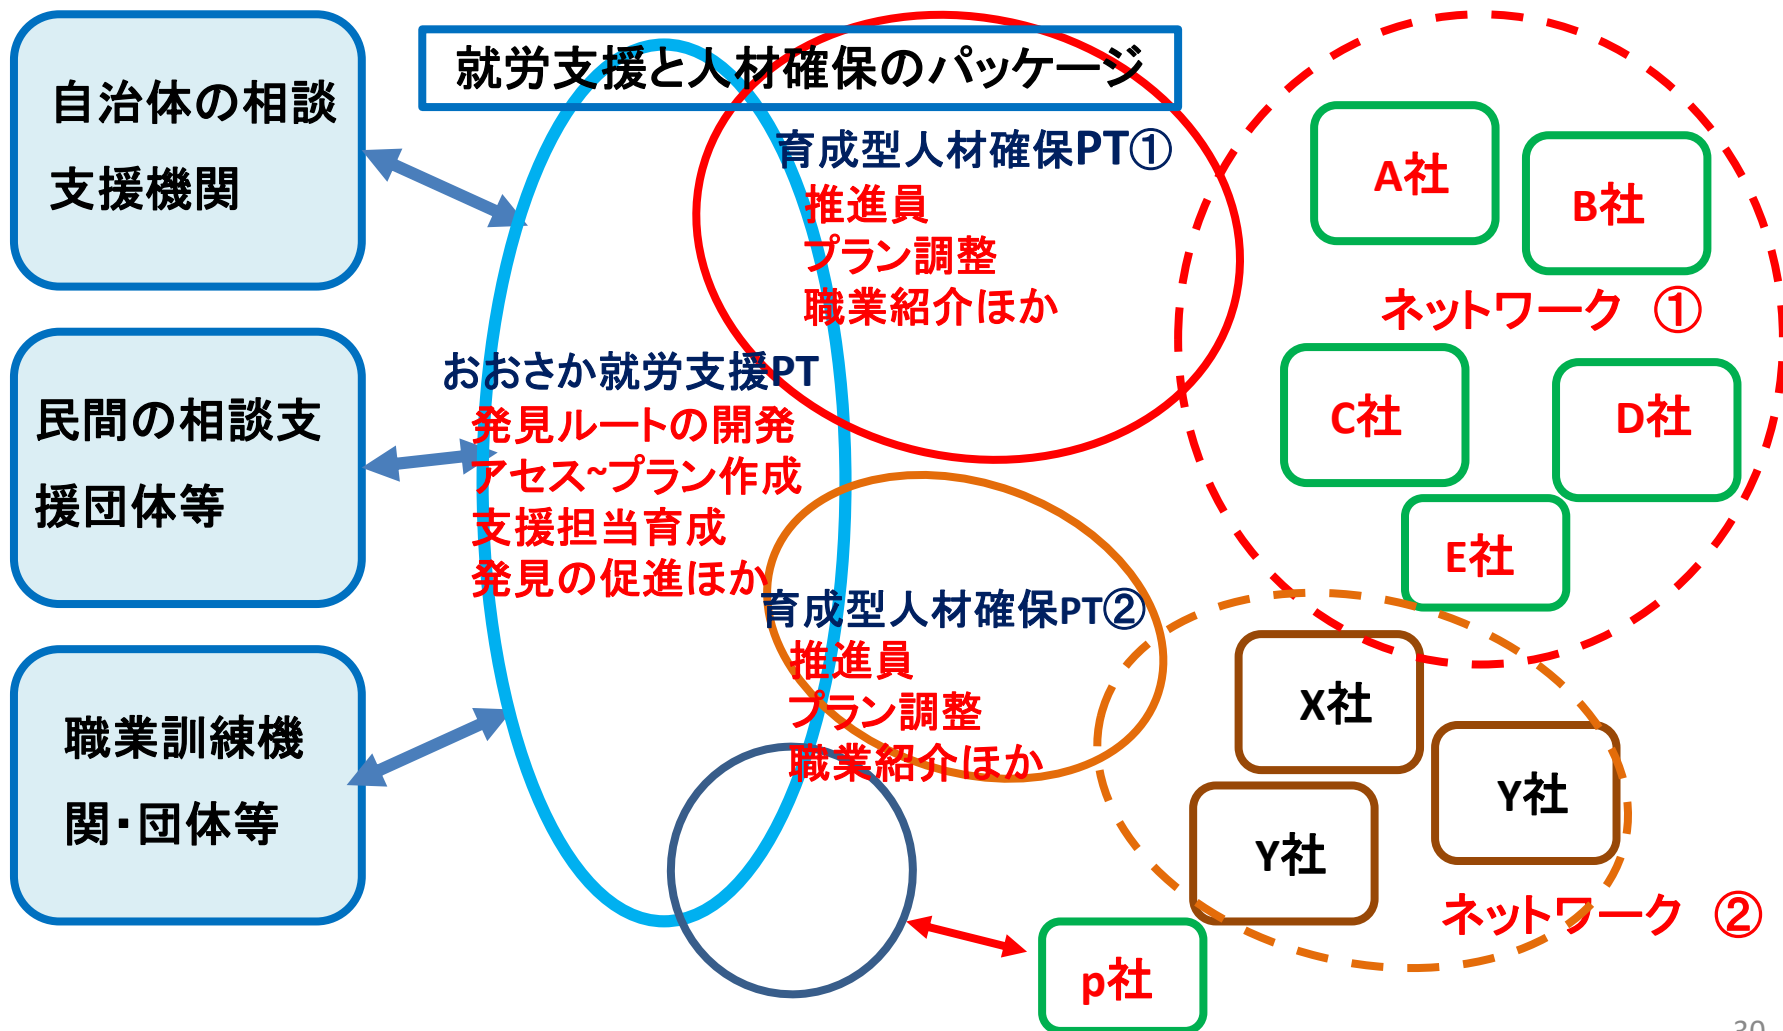 就労支援と人材確保のパッケージ
自治体の相談
支援機関
民間の相談支
援団体等
職業訓練機
関・団体等
おおさか就労支援PT
発見ルートの開発
アセス~プラン作成
支援担当育成
発見の促進ほか
育成型人材確保PT①
推進員
プラン調整
職業紹介ほか
育成型人材確保PT②
推進員
プラン調整
職業紹介ほか
A社
B社
ネットワーク ①
C社
D社
E社
X社
Y社
Y社
ネットワーク ②
p社
30